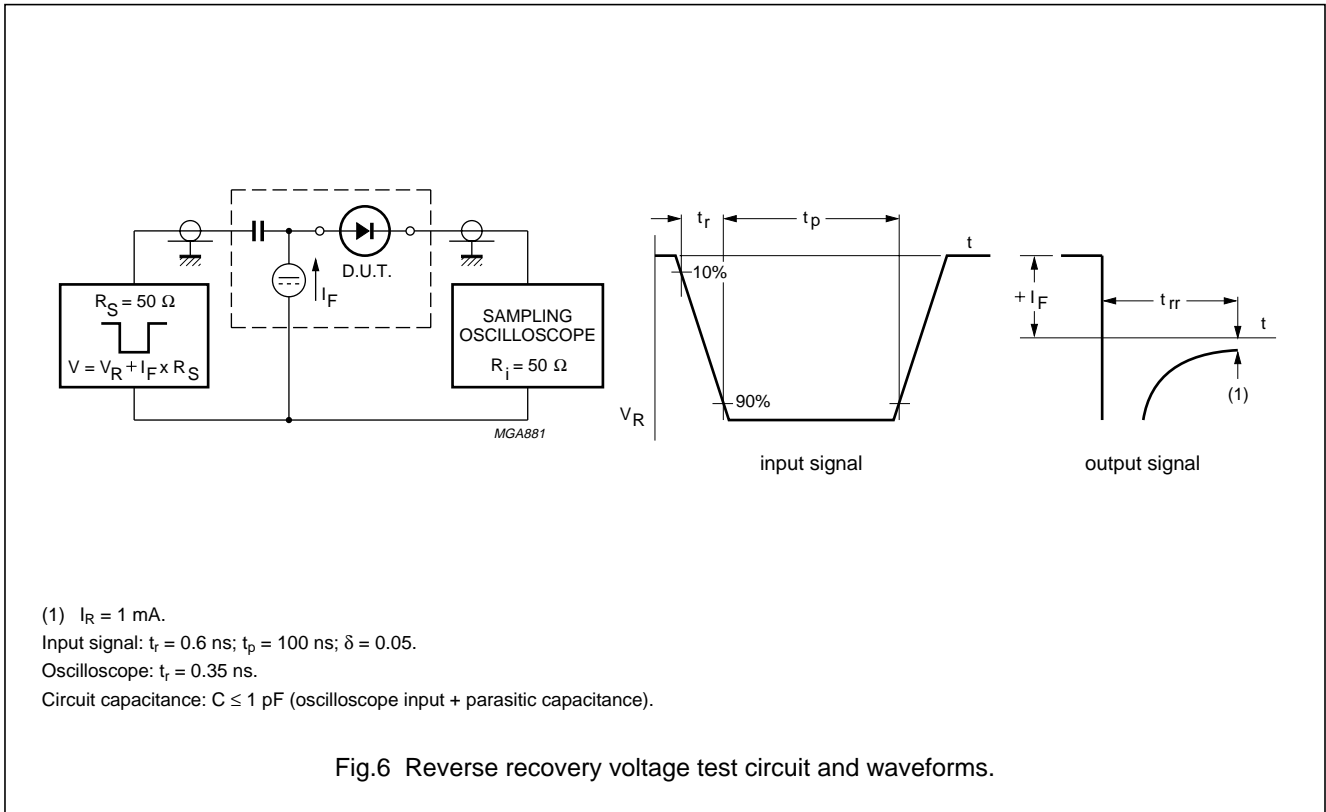 D.U.T.
I_F
R_S = 50 Ω
V = V_R + I_F x R_S
SAMPLING
OSCILLOSCOPE
R_i = 50 Ω
MGA881
t_r
t_p
t
10%
90%
V_R
input signal
+ I_F
t_rr
t
(1)
output signal
(1) I_R = 1 mA.
Input signal: t_r = 0.6 ns; t_p = 100 ns; δ = 0.05.
Oscilloscope: t_r = 0.35 ns.
Circuit capacitance: C ≤ 1 pF (oscilloscope input + parasitic capacitance).
Fig.6 Reverse recovery voltage test circuit and waveforms.